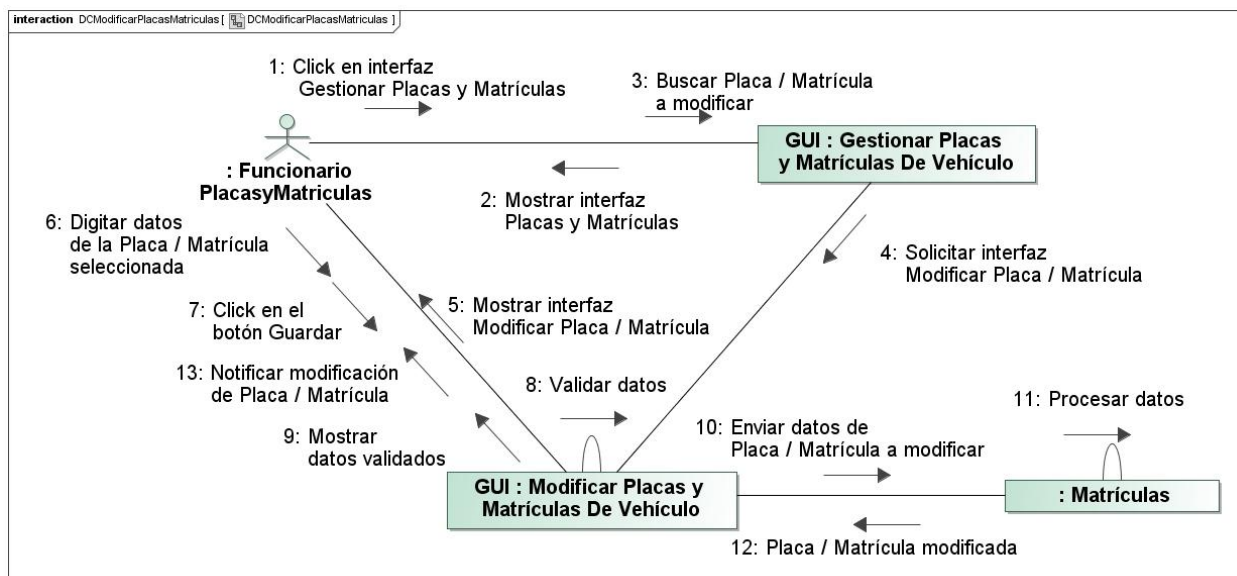 interaction DCModificarPlacasMatriculas [ DCModificarPlacasMatriculas ]
1: Click en interfaz
Gestionar Placas y Matrículas
3: Buscar Placa / Matrícula
a modificar
: Funcionario
PlacasyMatriculas
GUI : Gestionar Placas
y Matrículas De Vehículo
2: Mostrar interfaz
Placas y Matrículas
6: Digitar datos
de la Placa / Matrícula
seleccionada
4: Solicitar interfaz
Modificar Placa / Matrícula
7: Click en el
botón Guardar
5: Mostrar interfaz
Modificar Placa / Matrícula
13: Notificar modificación
de Placa / Matrícula
8: Validar datos
9: Mostrar
datos validados
10: Enviar datos de
Placa / Matrícula a modificar
11: Procesar datos
GUI : Modificar Placas y
Matrículas De Vehículo
: Matrículas
12: Placa / Matrícula modificada